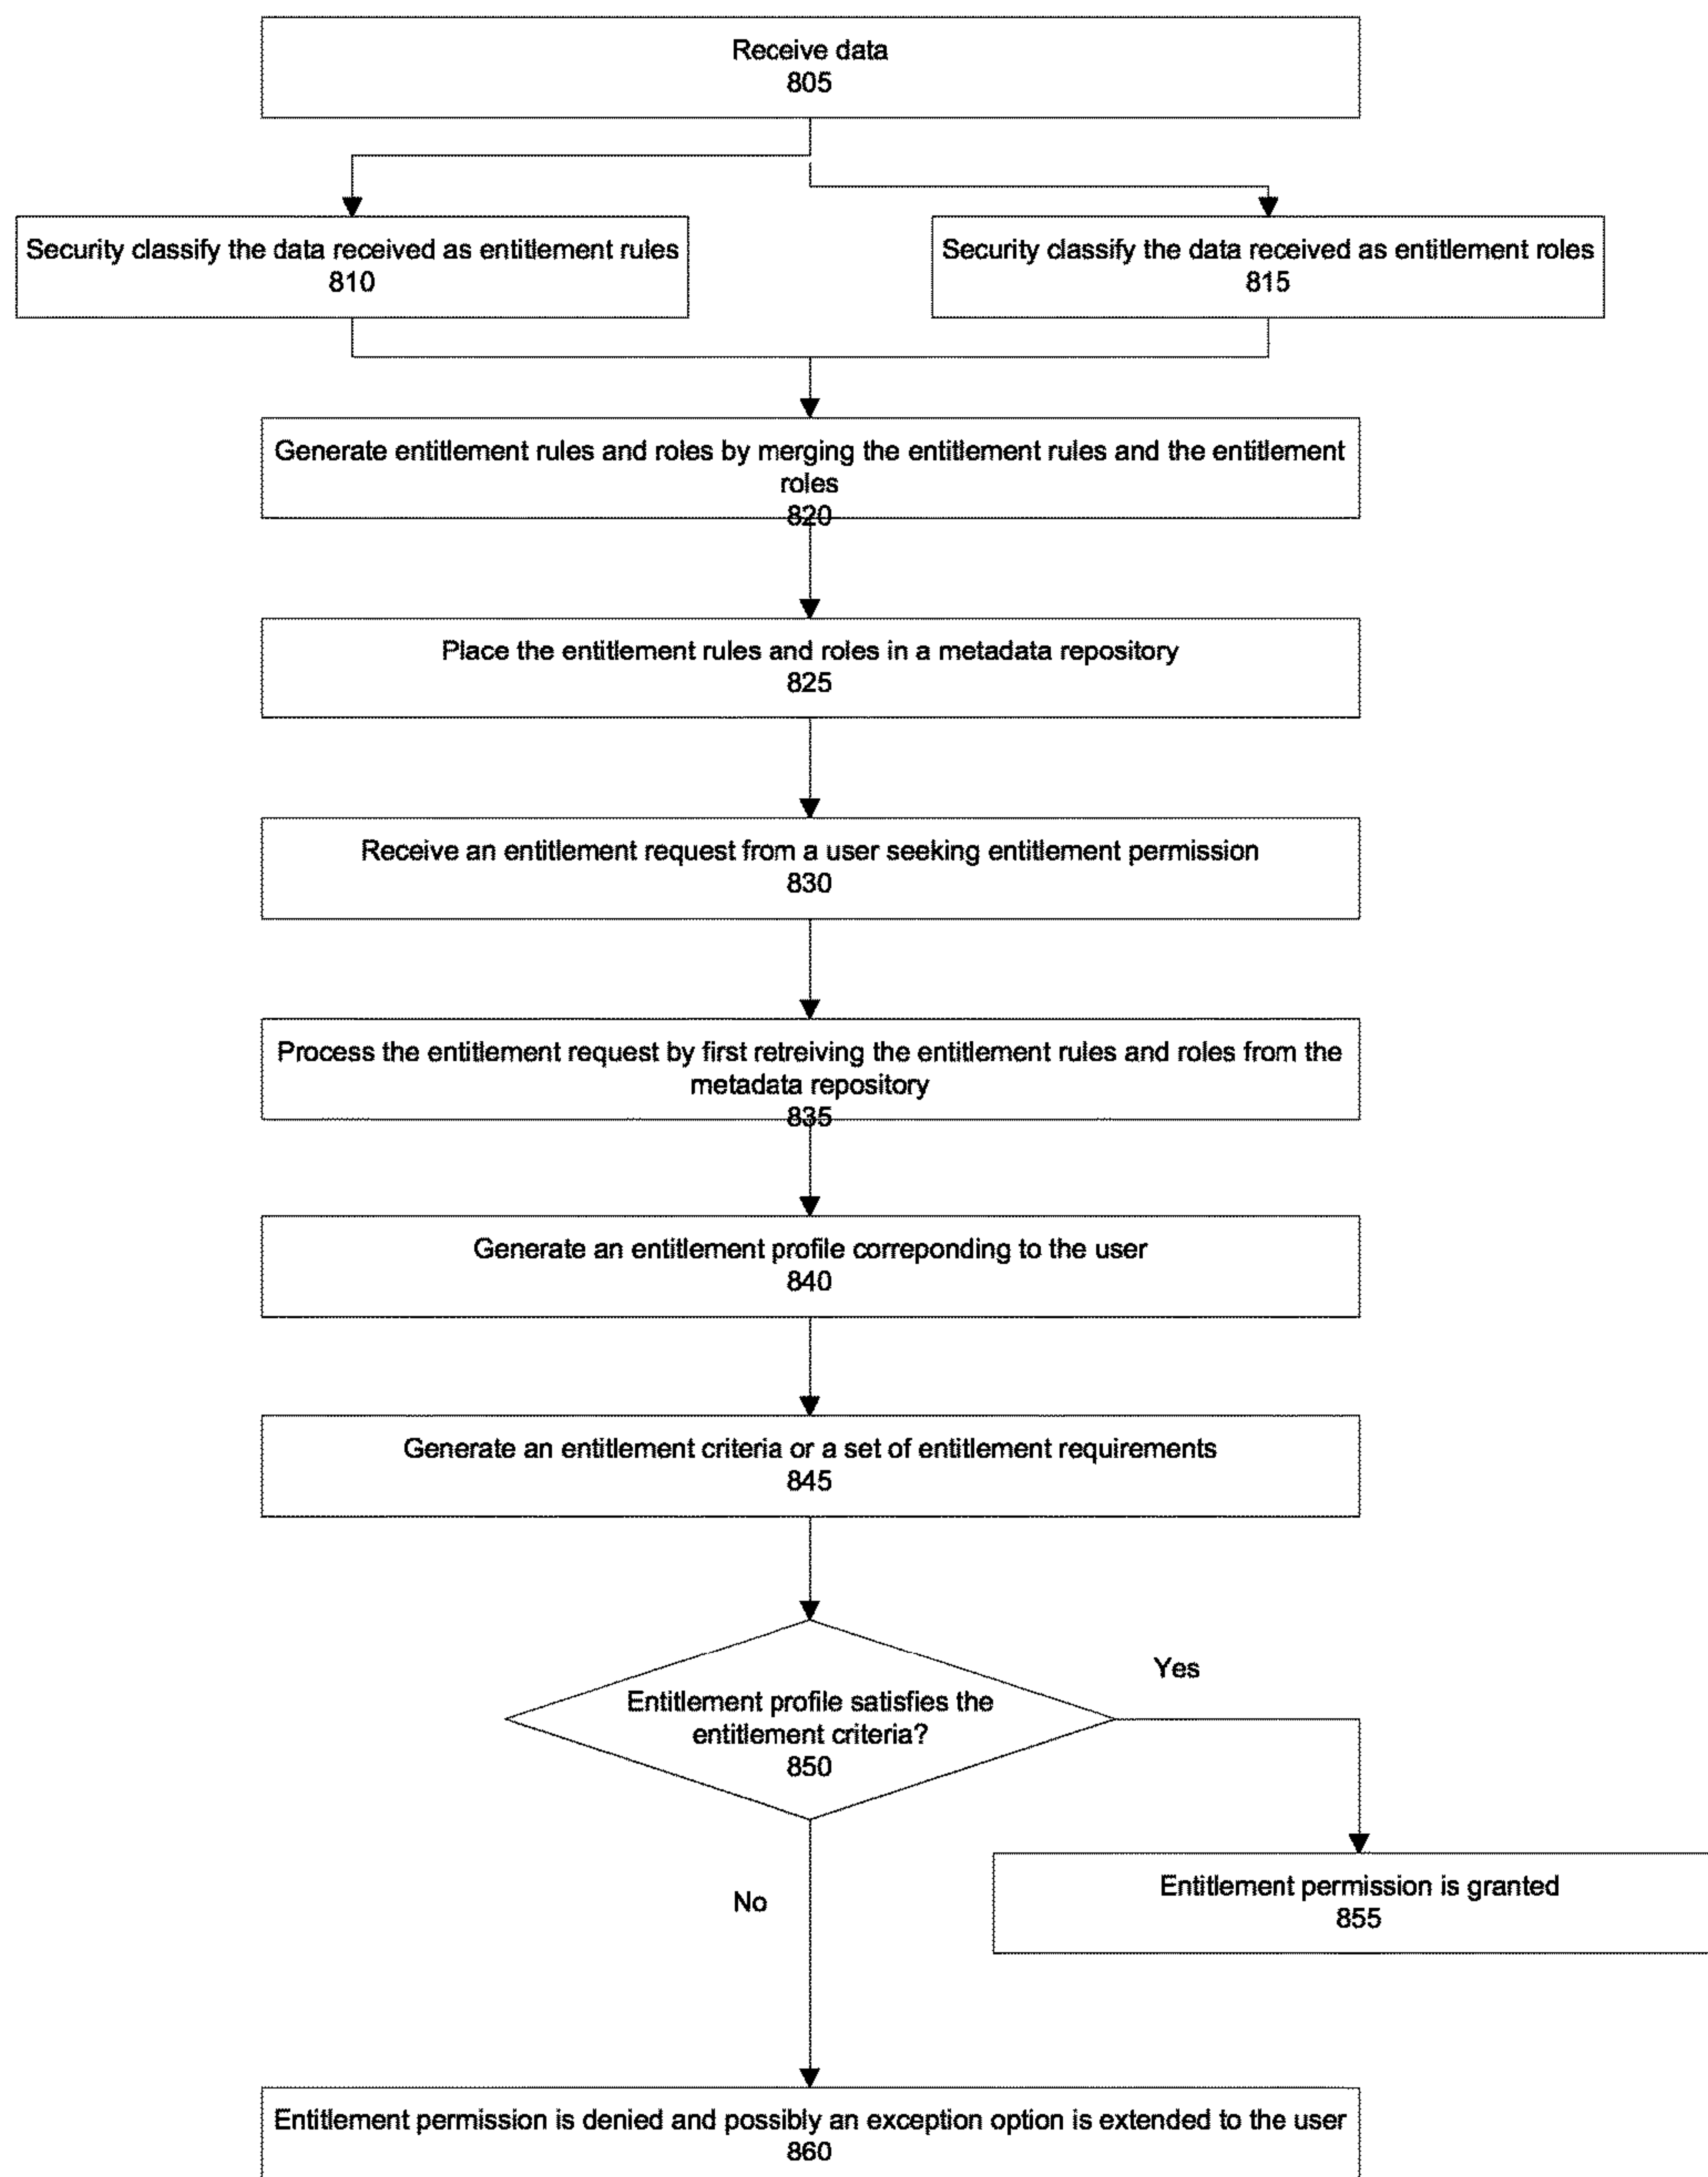 Receive data
805
Security classify the data received as entitlement rules
810
Security classify the data received as entitlement roles
815
Generate entitlement rules and roles by merging the entitlement rules and the entitlement
roles
820
Place the entitlement rules and roles in a metadata repository
825
Receive an entitlement request from a user seeking entitlement permission
830
Process the entitlement request by first retreiving the entitlement rules and roles from the
metadata repository
835
Generate an entitlement profile correponding to the user
840
Generate an entitlement criteria or a set of entitlement requirements
845
Entitlement profile satisfies the
entitlement criteria?
850
Yes
Entitlement permission is granted
855
No
Entitlement permission is denied and possibly an exception option is extended to the user
860